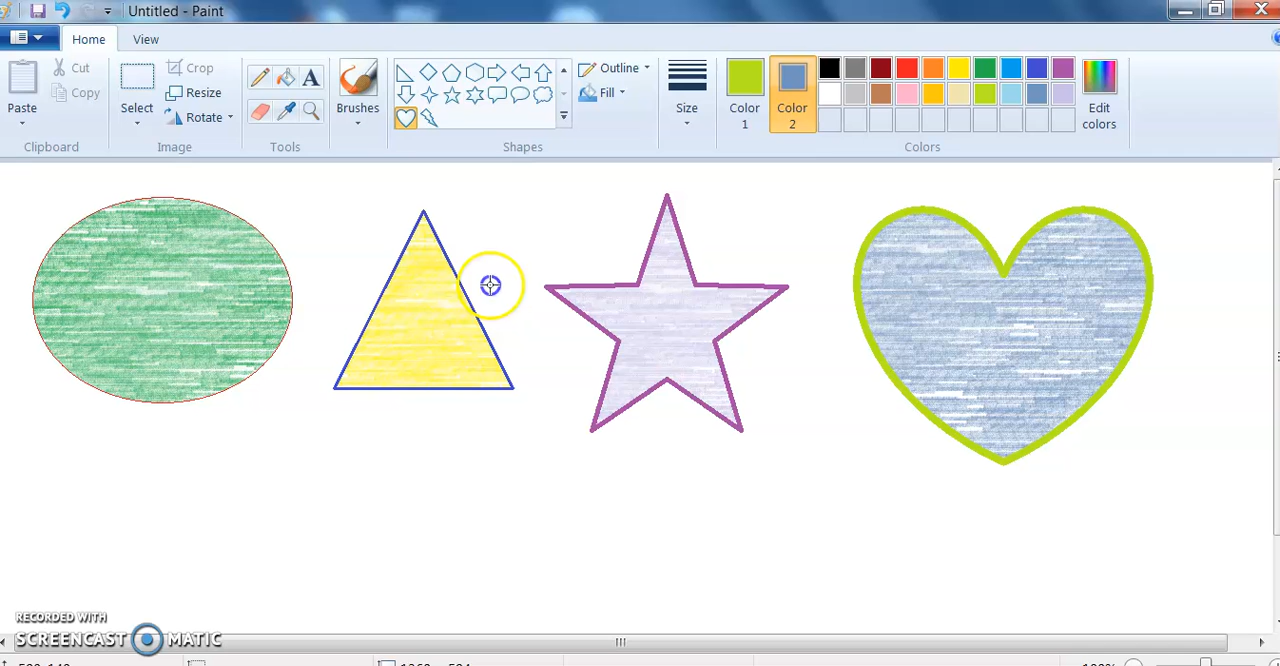 Untitled - Paint
Home View
Paste
Cut
Copy
Clipboard
Select
Crop
Resize
Rotate
Image
Tools
Brushes
Outline
Fill
Shapes
Size
Color 1
Color 2
Edit colors
Colors
RECORDED WITH
SCREENCAST MATIC
100%